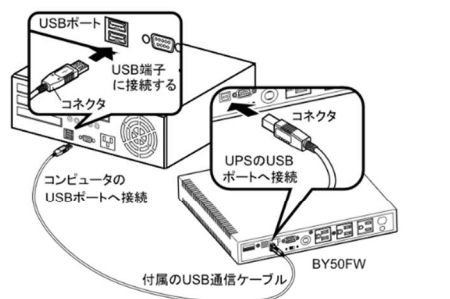 USBポート
USB端子
に接続する
コネクタ
コネクタ
UPSのUSB
ポートへ接続
コンピュータの
USBポートへ接続
BY50FW
付属のUSB通信ケーブル